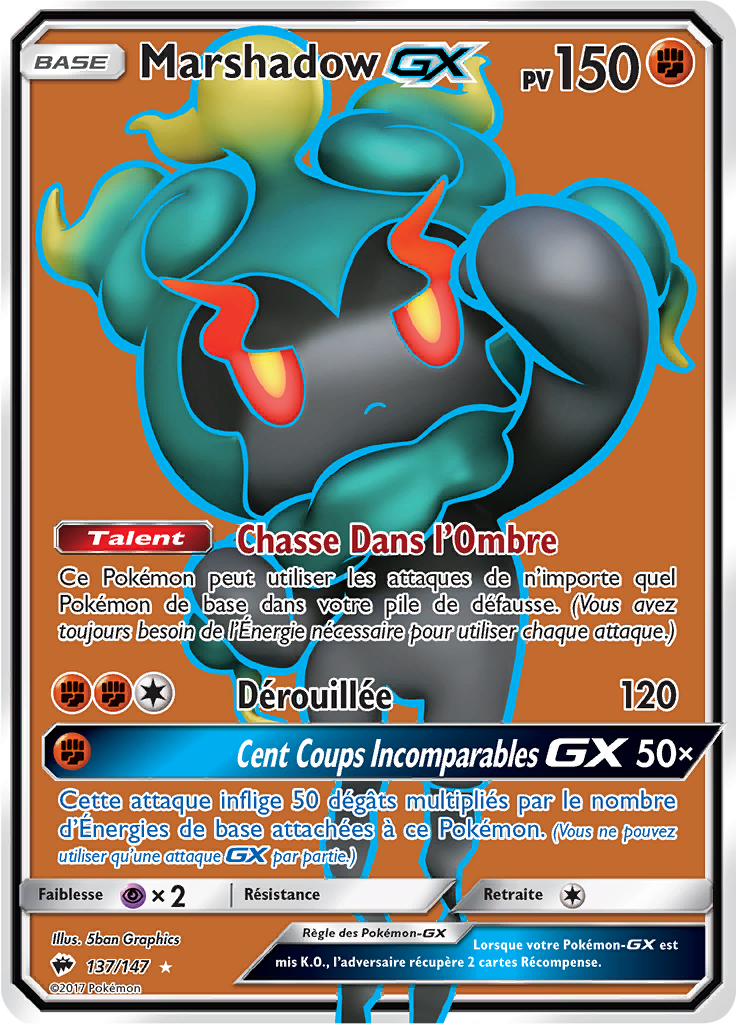 BASE Marshadow GX PV 150
Talent Chasse Dans l'Ombre
Ce Pokémon peut utiliser les attaques de n'importe quel
Pokémon de base dans votre pile de défausse. (Vous avez
toujours besoin de l'Énergie nécessaire pour utiliser chaque attaque.)
Dérouillée 120
Cent Coups Incomparables GX 50×
Cette attaque inflige 50 dégâts multipliés par le nombre
d'Énergies de base attachées à ce Pokémon. (Vous ne pouvez
utiliser qu'une attaque GX par partie.)
Faiblesse ×2 Résistance Retraite
Illus. 5ban Graphics
137/147
©2017 Pokémon
Règle des Pokémon-GX
Lorsque votre Pokémon-GX est
mis K.O., l'adversaire récupère 2 cartes Récompense.